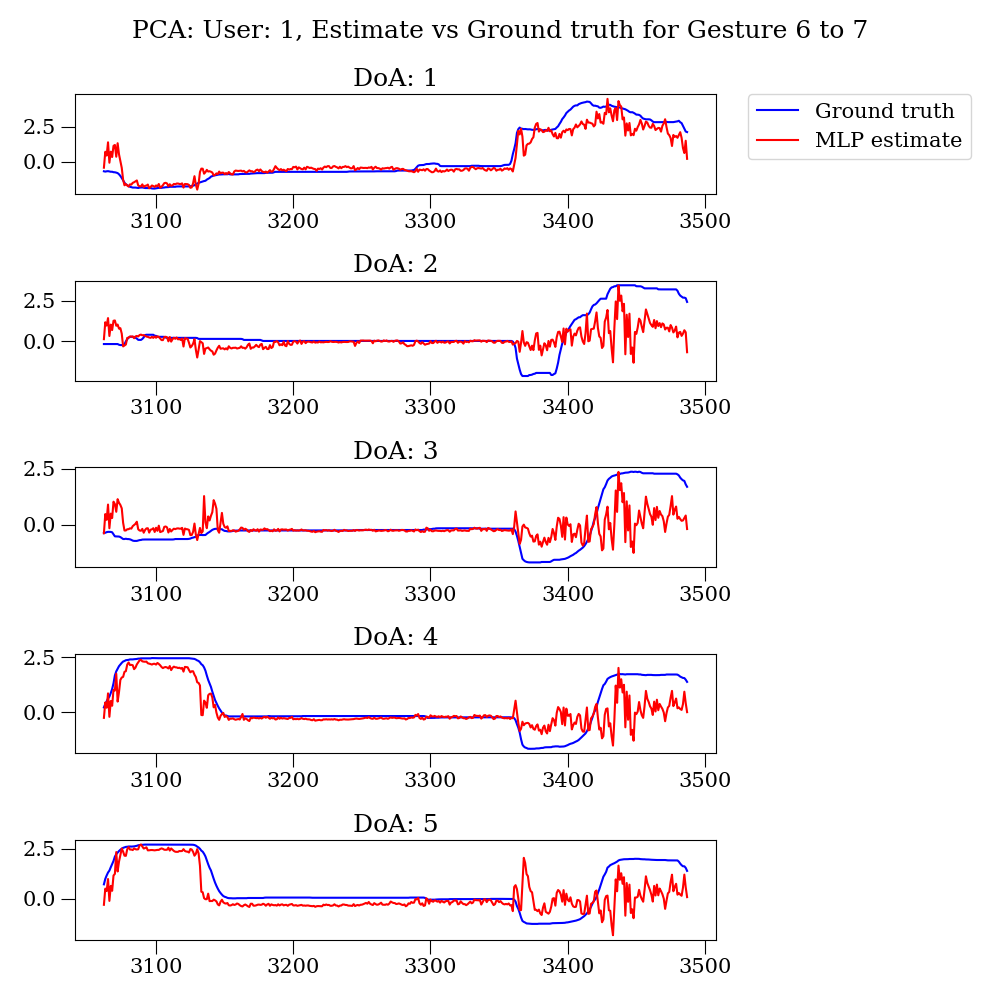 PCA: User: 1, Estimate vs Ground truth for Gesture 6 to 7
DoA: 1
Ground truth
MLP estimate
2.5
0.0
3100 3200 3300 3400 3500
DoA: 2
2.5
0.0
3100 3200 3300 3400 3500
DoA: 3
2.5
0.0
3100 3200 3300 3400 3500
DoA: 4
2.5
0.0
3100 3200 3300 3400 3500
DoA: 5
2.5
0.0
3100 3200 3300 3400 3500